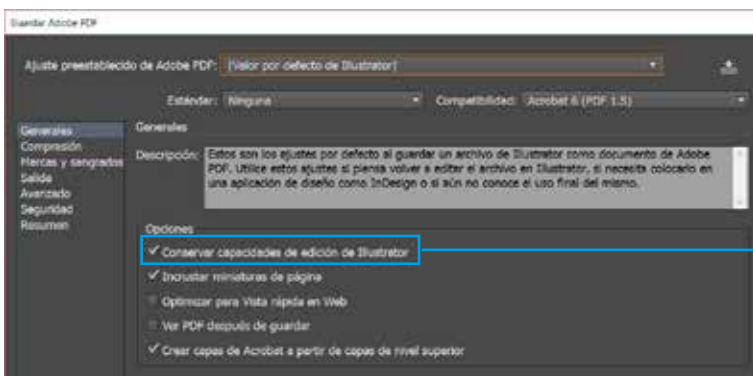 Guardar Adobe PDF
Ajuste preestablecido de Adobe PDF: [Valor por defecto de Illustrator]
Estándar: Ninguna Compatibilidad: Acrobat 6 (PDF 1.5)
Generales
Compresión
Marcas y sangrados
Salida
Avanzado
Seguridad
Resumen
Generales
Descripción: Estos son los ajustes por defecto al guardar un archivo de Illustrator como documento de Adobe
PDF. Utilice estos ajustes si piensa volver a editar el archivo en Illustrator, si necesita colocarlo en
una aplicación de diseño como InDesign o si aún no conoce el uso final del mismo.
Opciones
Conservar capacidades de edición de Illustrator
Incrustar miniaturas de página
Optimizar para Vista rápida en Web
Ver PDF después de guardar
Crear capas de Acrobat a partir de capas de nivel superior